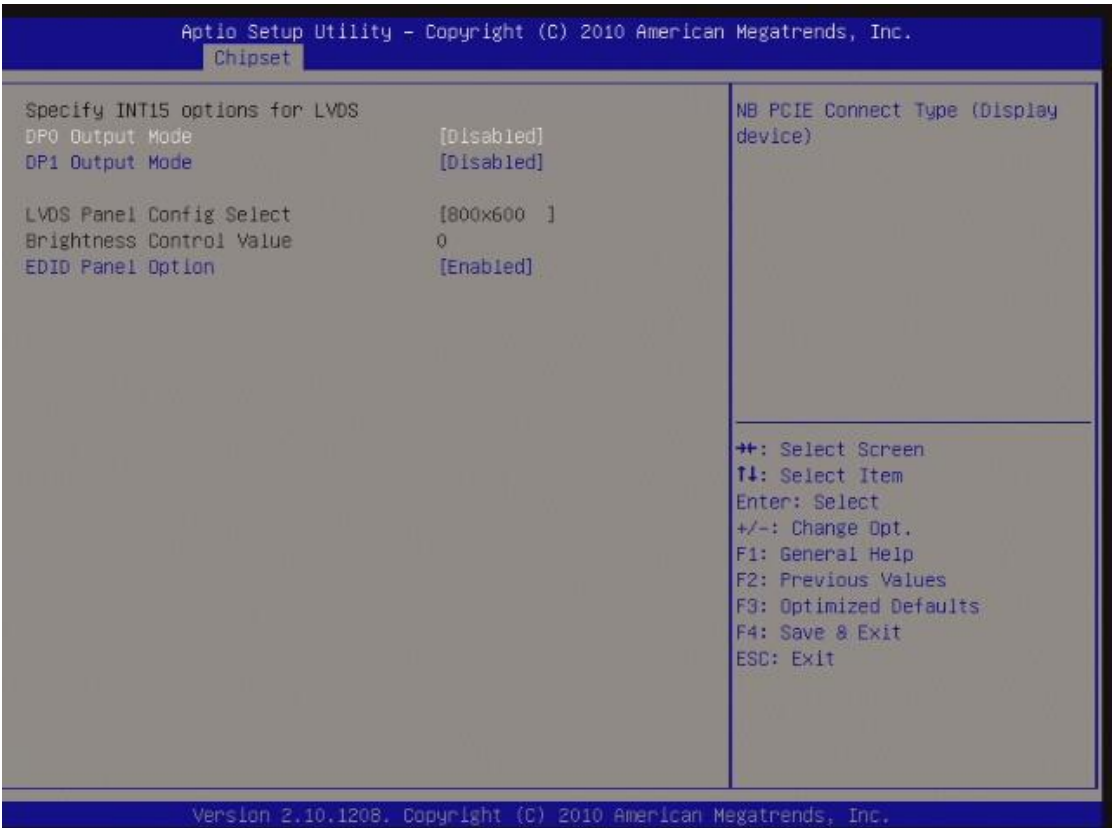 Aptio Setup Utility – Copyright (C) 2010 American Megatrends, Inc.
Chipset
Specify INT15 options for LVDS
DP0 Output Mode [Disabled]
DP1 Output Mode [Disabled]
LVDS Panel Config Select [800x600 ]
Brightness Control Value 0
EDID Panel Option [Enabled]
NB PCIE Connect Type (Display
device)
→←: Select Screen
↑↓: Select Item
Enter: Select
+/-: Change Opt.
F1: General Help
F2: Previous Values
F3: Optimized Defaults
F4: Save & Exit
ESC: Exit
Version 2.10.1208. Copyright (C) 2010 American Megatrends, Inc.